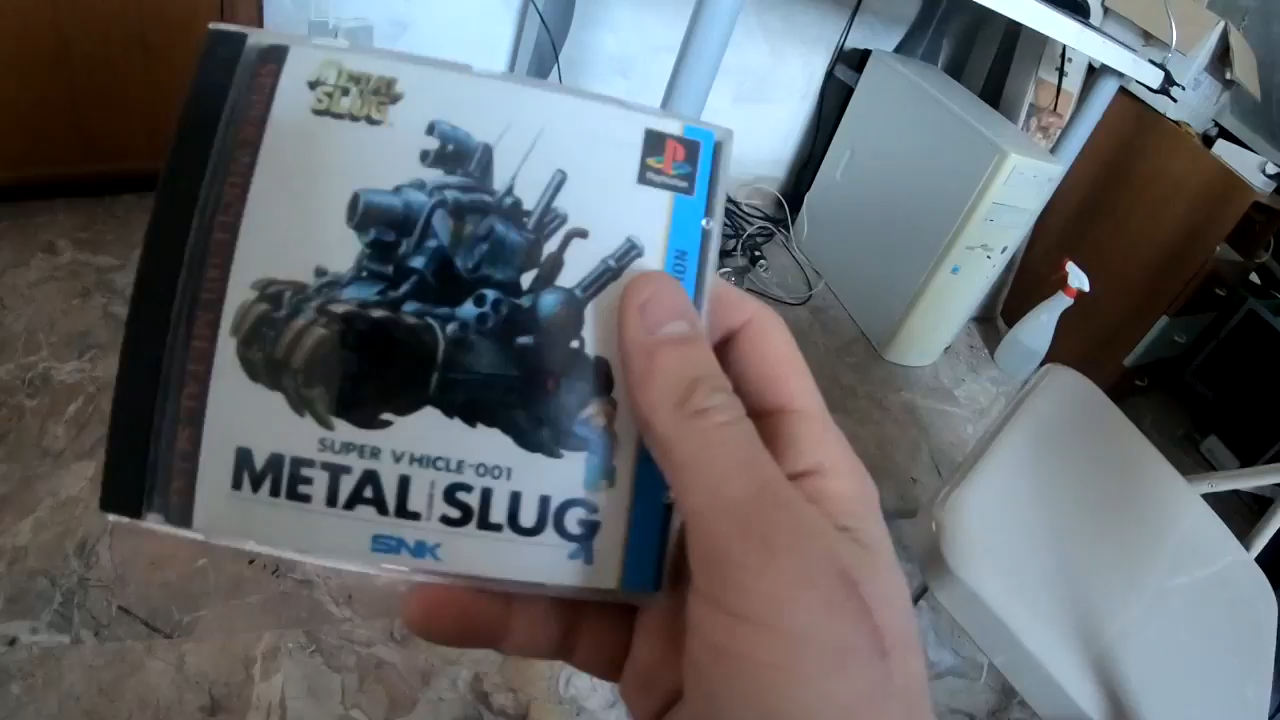 METAL
SLUG
PlayStation
SUPER VHICLE-001
METAL SLUG
SNK